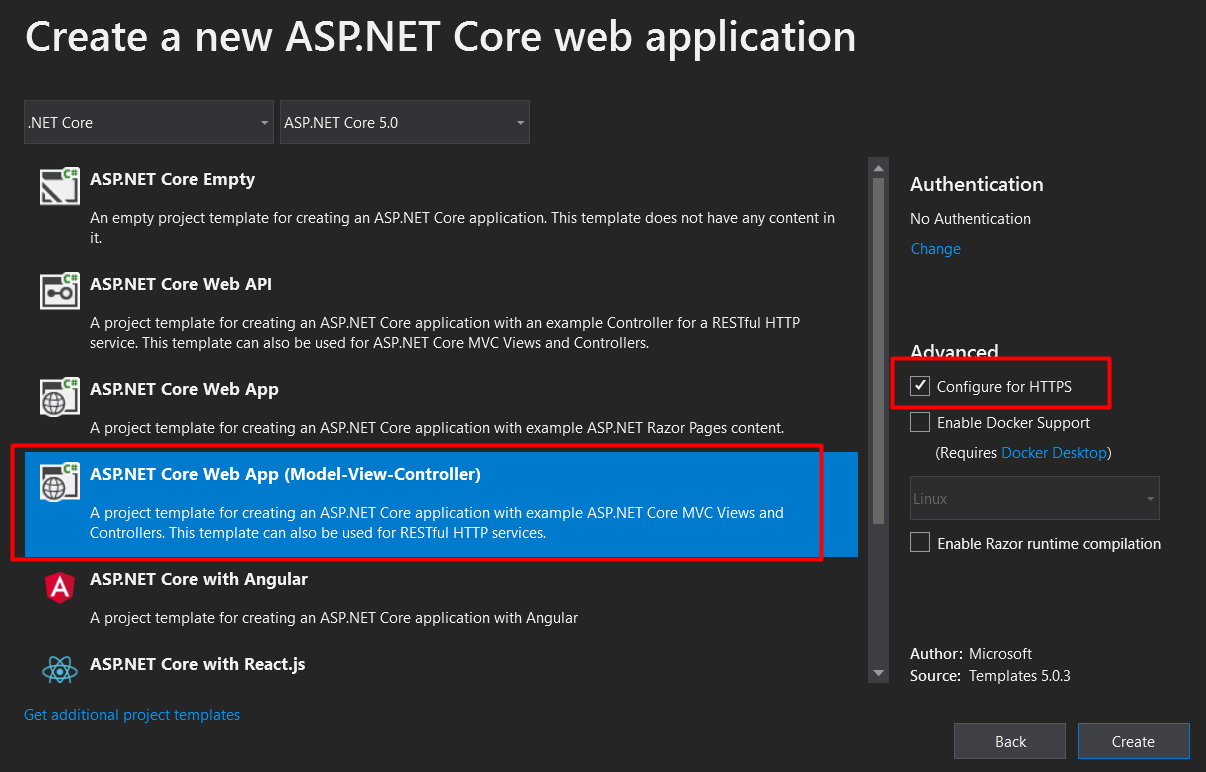 Create a new ASP.NET Core web application
.NET Core
ASP.NET Core 5.0
C#
ASP.NET Core Empty
An empty project template for creating an ASP.NET Core application. This template does not have any content in
it.
C#
ASP.NET Core Web API
A project template for creating an ASP.NET Core application with an example Controller for a RESTful HTTP
service. This template can also be used for ASP.NET Core MVC Views and Controllers.
C#
ASP.NET Core Web App
A project template for creating an ASP.NET Core application with example ASP.NET Razor Pages content.
C#
ASP.NET Core Web App (Model-View-Controller)
A project template for creating an ASP.NET Core application with example ASP.NET Core MVC Views and
Controllers. This template can also be used for RESTful HTTP services.
A
ASP.NET Core with Angular
A project template for creating an ASP.NET Core application with Angular
ASP.NET Core with React.js
Get additional project templates
Authentication
No Authentication
Change
Advanced
Configure for HTTPS
Enable Docker Support
(Requires Docker Desktop)
Linux
Enable Razor runtime compilation
Author: Microsoft
Source: Templates 5.0.3
Back
Create